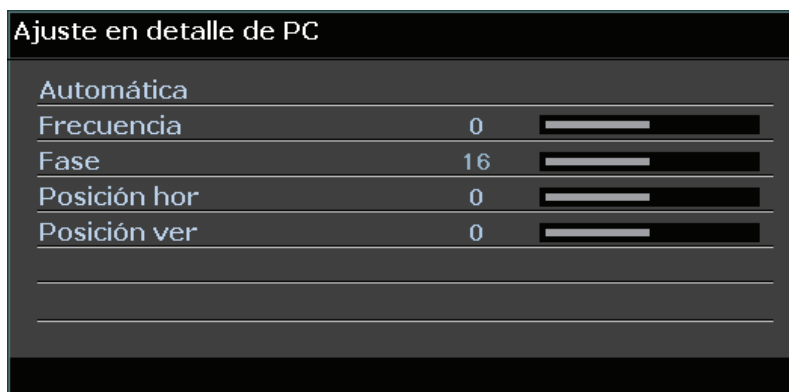 Ajuste en detalle de PC
Automática
Frecuencia 0
Fase 16
Posición hor 0
Posición ver 0